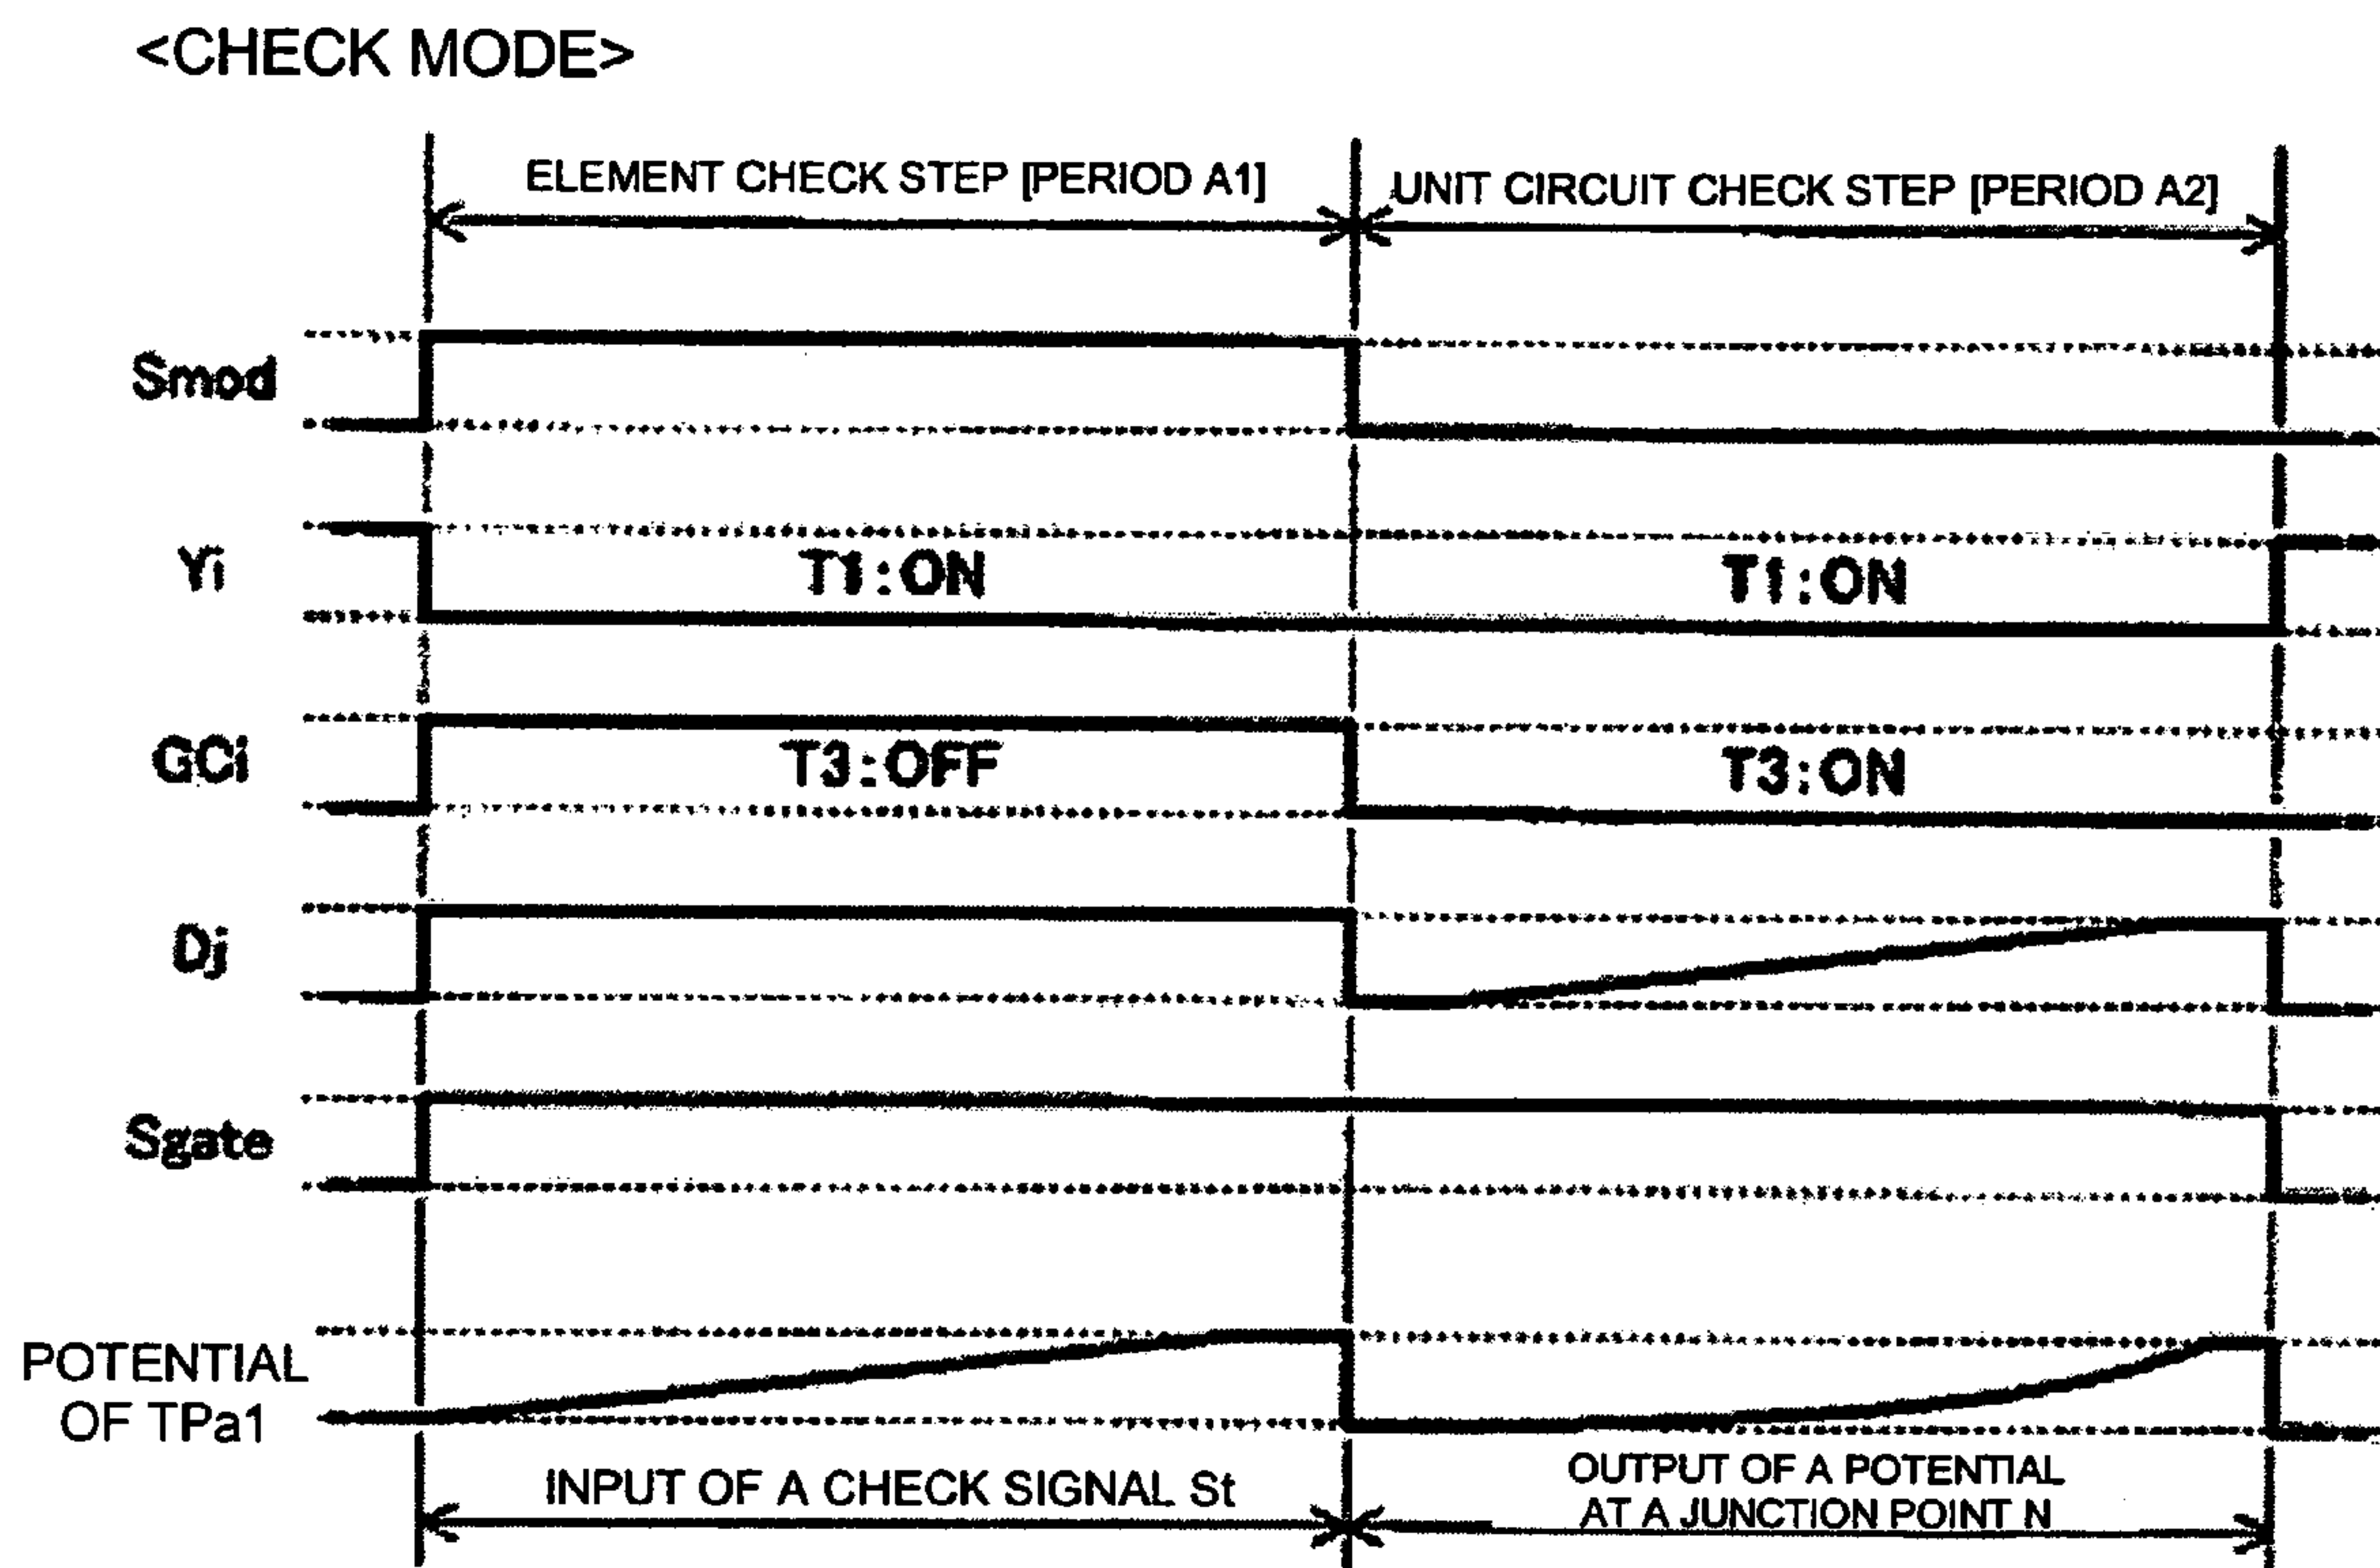 <CHECK MODE>
ELEMENT CHECK STEP [PERIOD A1]
UNIT CIRCUIT CHECK STEP [PERIOD A2]
Smod
Yi
T1:ON
T1:ON
GCi
T3:OFF
T3:ON
Dj
Sgate
POTENTIAL
OF TPa1
INPUT OF A CHECK SIGNAL St
OUTPUT OF A POTENTIAL
AT A JUNCTION POINT N